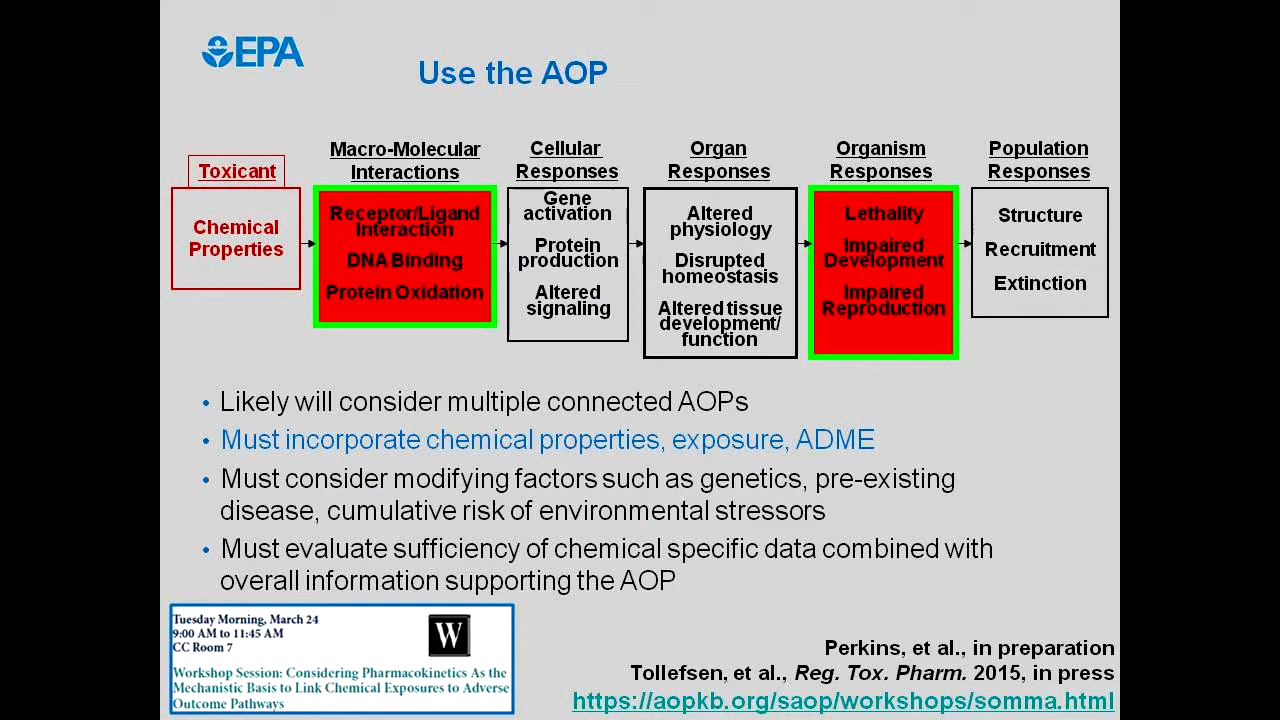 EPA
Use the AOP
Toxicant
Chemical
Properties
Macro-Molecular
Interactions
Receptor/Ligand
Interaction
DNA Binding
Protein Oxidation
Cellular
Responses
Gene
activation
Protein
production
Altered
signaling
Organ
Responses
Altered
physiology
Disrupted
homeostasis
Altered tissue
development/
function
Organism
Responses
Lethality
Impaired
Development
Impaired
Reproduction
Population
Responses
Structure
Recruitment
Extinction
• Likely will consider multiple connected AOPs
• Must incorporate chemical properties, exposure, ADME
• Must consider modifying factors such as genetics, pre-existing
disease, cumulative risk of environmental stressors
• Must evaluate sufficiency of chemical specific data combined with
overall information supporting the AOP
Tuesday Morning, March 24
9:00 AM to 11:45 AM
CC Room 7
W
Workshop Session: Considering Pharmacokinetics As the
Mechanistic Basis to Link Chemical Exposures to Adverse
Outcome Pathways
Perkins, et al., in preparation
Tollefsen, et al., Reg. Tox. Pharm. 2015, in press
https://aopkb.org/saop/workshops/somma.html